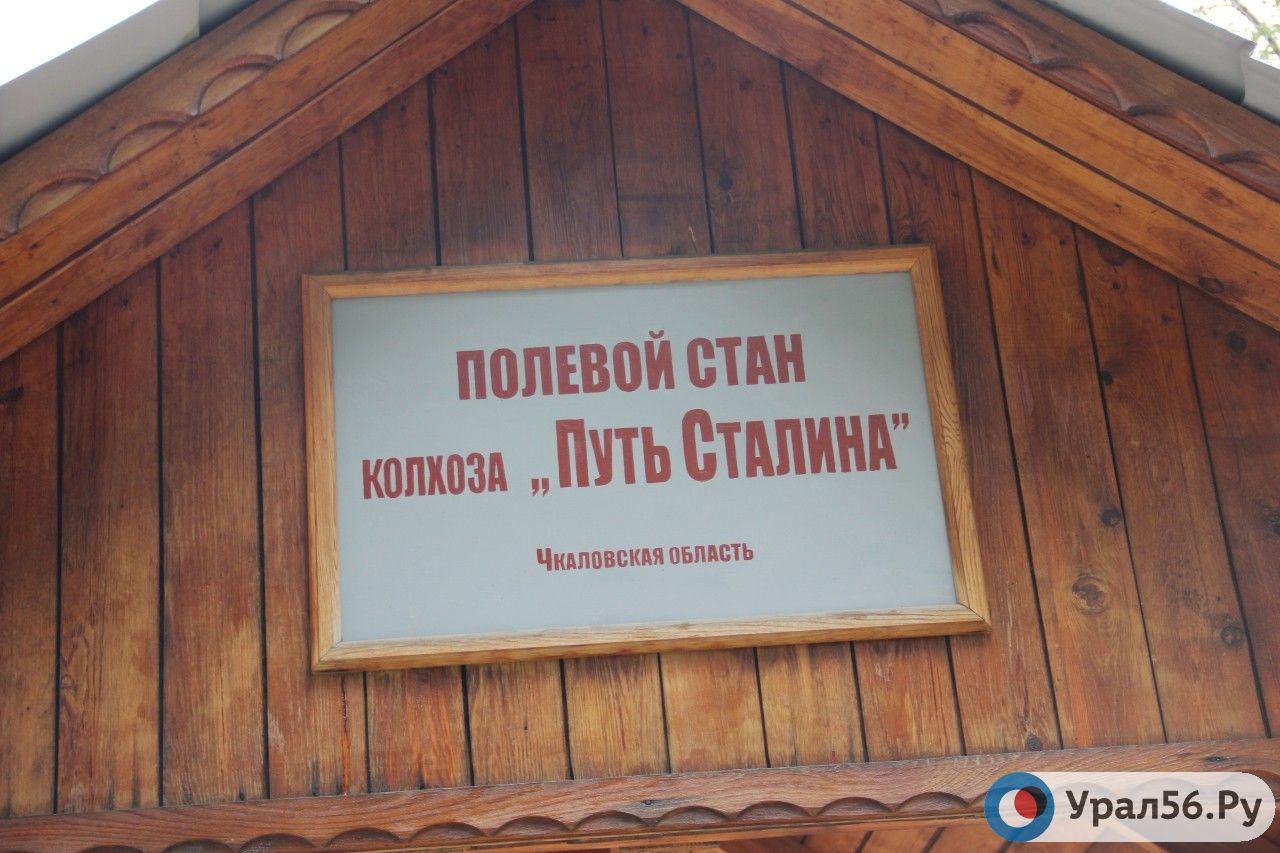 ПОЛЕВОЙ СТАН
КОЛХОЗА „ПУТЬ СТАЛИНА”
ЧКАЛОВСКАЯ ОБЛАСТЬ
Урал56.Ру